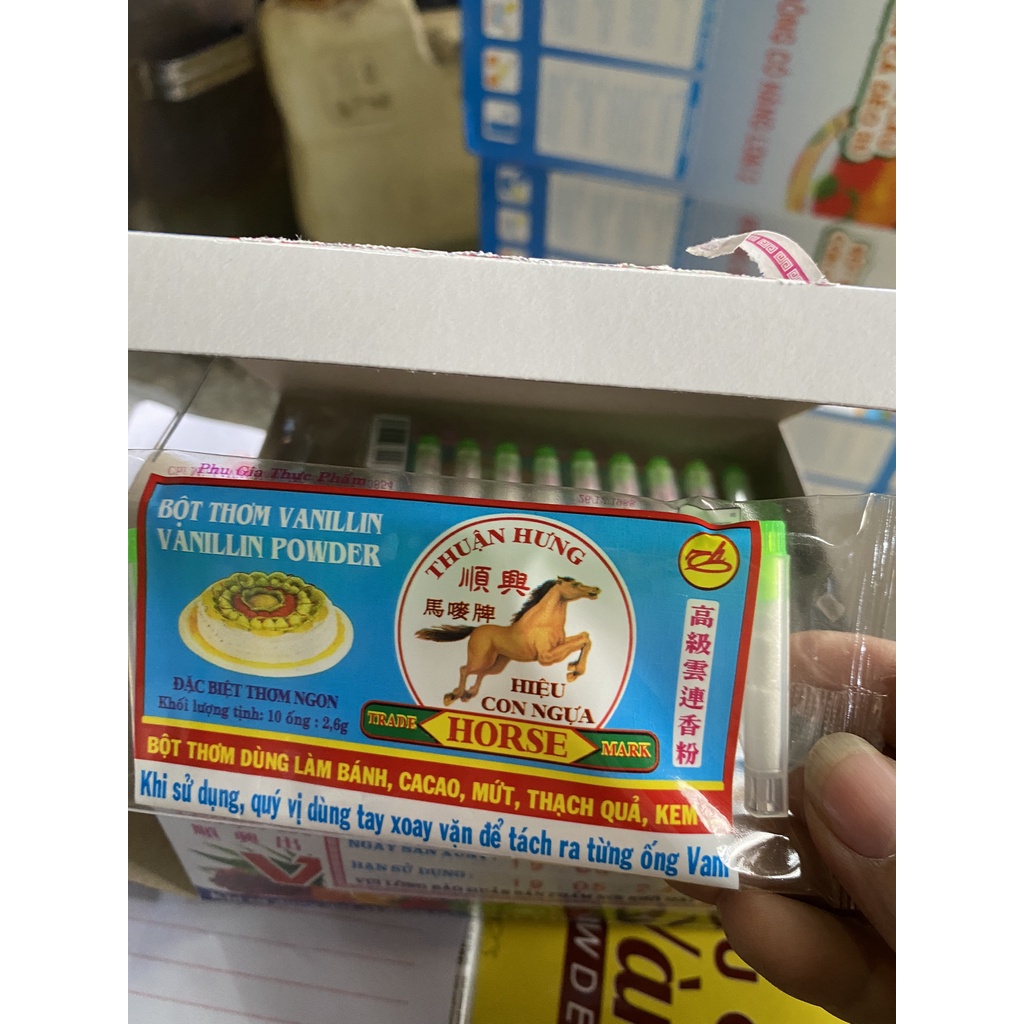 Phụ Gia Thực Phẩm
BỘT THƠM VANILLIN
VANILLIN POWDER
ĐẶC BIỆT THƠM NGON
Khối lượng tịnh: 10 ống : 2,6g
THUẬN HƯNG
順興
馬嘜牌
HIỆU
CON NGỰA
TRADE HORSE MARK
高級雲連香粉
BỘT THƠM DÙNG LÀM BÁNH, CACAO, MỨT, THẠCH QUẢ, KEM
Khi sử dụng, quý vị dùng tay xoay vặn để tách ra từng ống Vani
HẠN SỬ DỤNG: